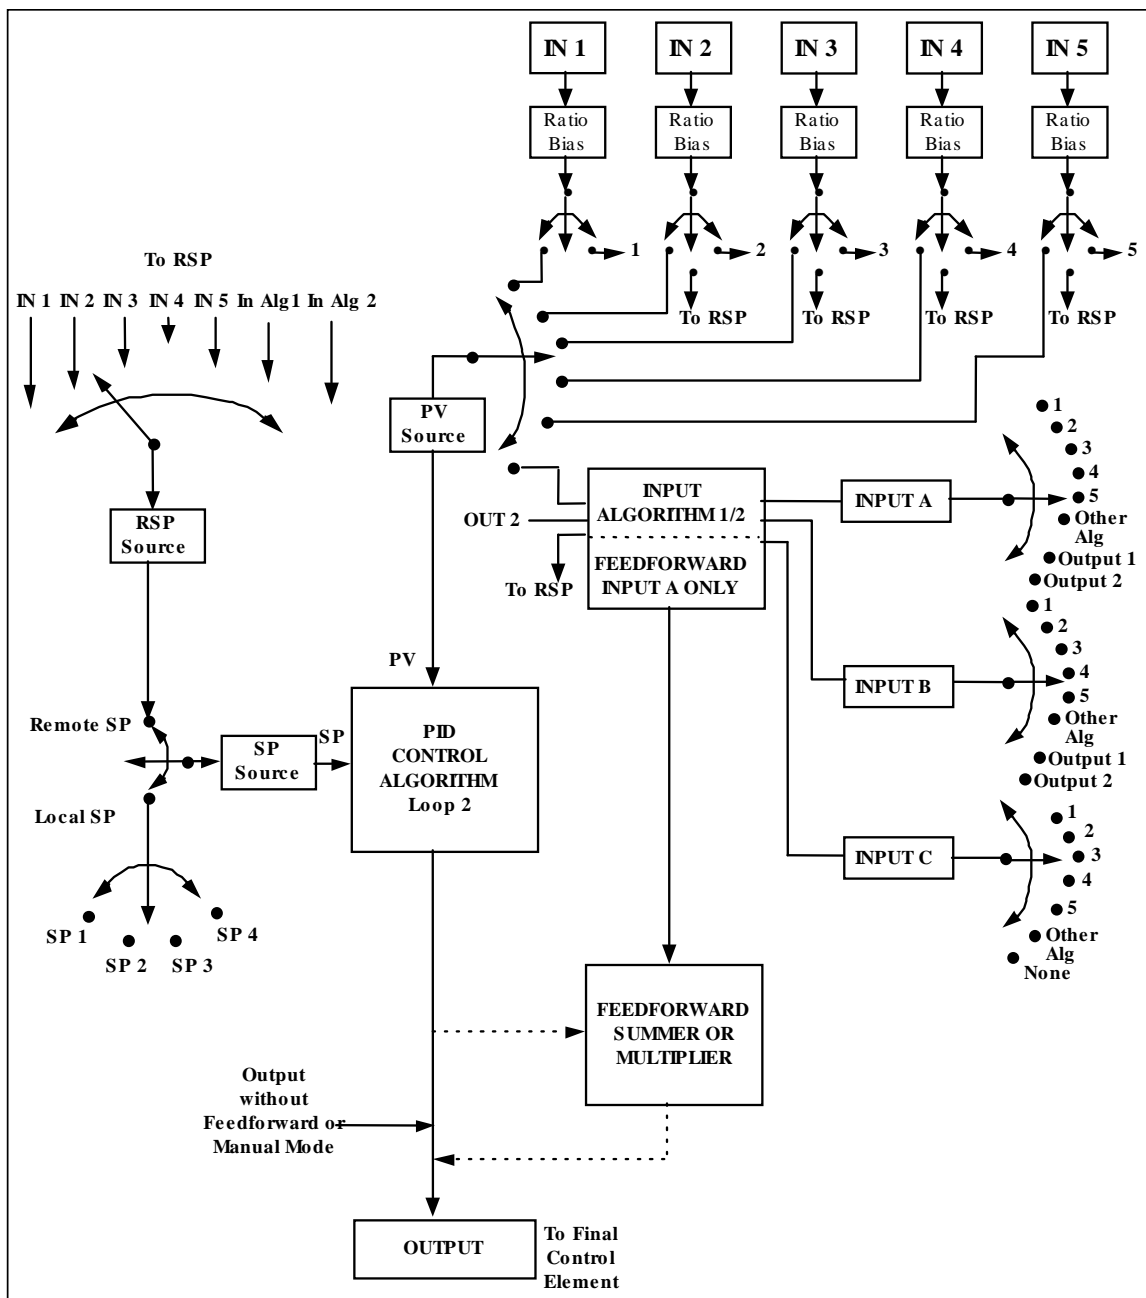 IN 1 IN 2 IN 3 IN 4 IN 5
Ratio Bias
Ratio Bias
Ratio Bias
Ratio Bias
Ratio Bias
1 2 3 4 5
To RSP To RSP To RSP To RSP
To RSP
IN 1 IN 2 IN 3 IN 4 IN 5 In Alg 1 In Alg 2
PV
Source
RSP
Source
INPUT
ALGORITHM 1/2
FEEDFORWARD
INPUT A ONLY
OUT 2
To RSP
INPUT A
1
2
3
4
5
Other
Alg
Output 1
Output 2
INPUT B
1
2
3
4
5
Other
Alg
Output 1
Output 2
INPUT C
1
2
3
4
5
Other
Alg
None
PV
Remote SP
SP
Source
SP
Local SP
PID
CONTROL
ALGORITHM
Loop 2
SP 1
SP 2
SP 3
SP 4
FEEDFORWARD
SUMMER OR
MULTIPLIER
Output
without
Feedforward or
Manual Mode
OUTPUT
To Final
Control
Element